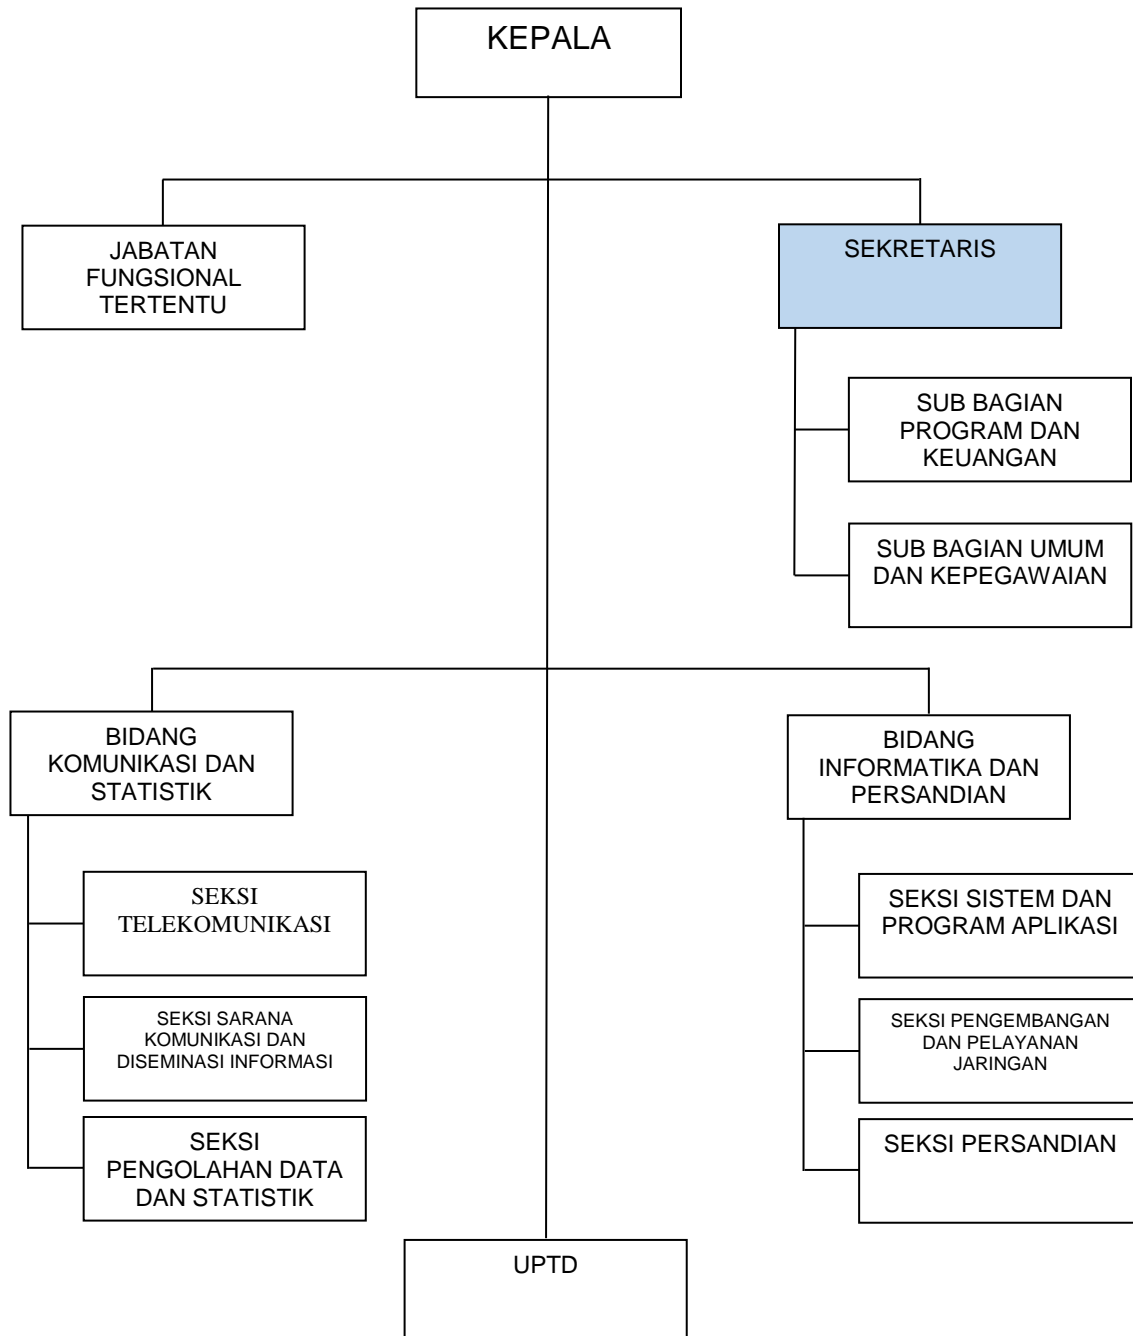 KEPALA
JABATAN
FUNGSIONAL
TERTENTU
SEKRETARIS
SUB BAGIAN
PROGRAM DAN
KEUANGAN
SUB BAGIAN UMUM
DAN KEPEGAWAIAN
BIDANG
KOMUNIKASI DAN
STATISTIK
BIDANG
INFORMATIKA DAN
PERSANDIAN
SEKSI
TELEKOMUNIKASI
SEKSI SARANA
KOMUNIKASI DAN
DISEMINASI INFORMASI
SEKSI
PENGOLAHAN DATA
DAN STATISTIK
SEKSI SISTEM DAN
PROGRAM APLIKASI
SEKSI PENGEMBANGAN
DAN PELAYANAN
JARINGAN
SEKSI PERSANDIAN
UPTD